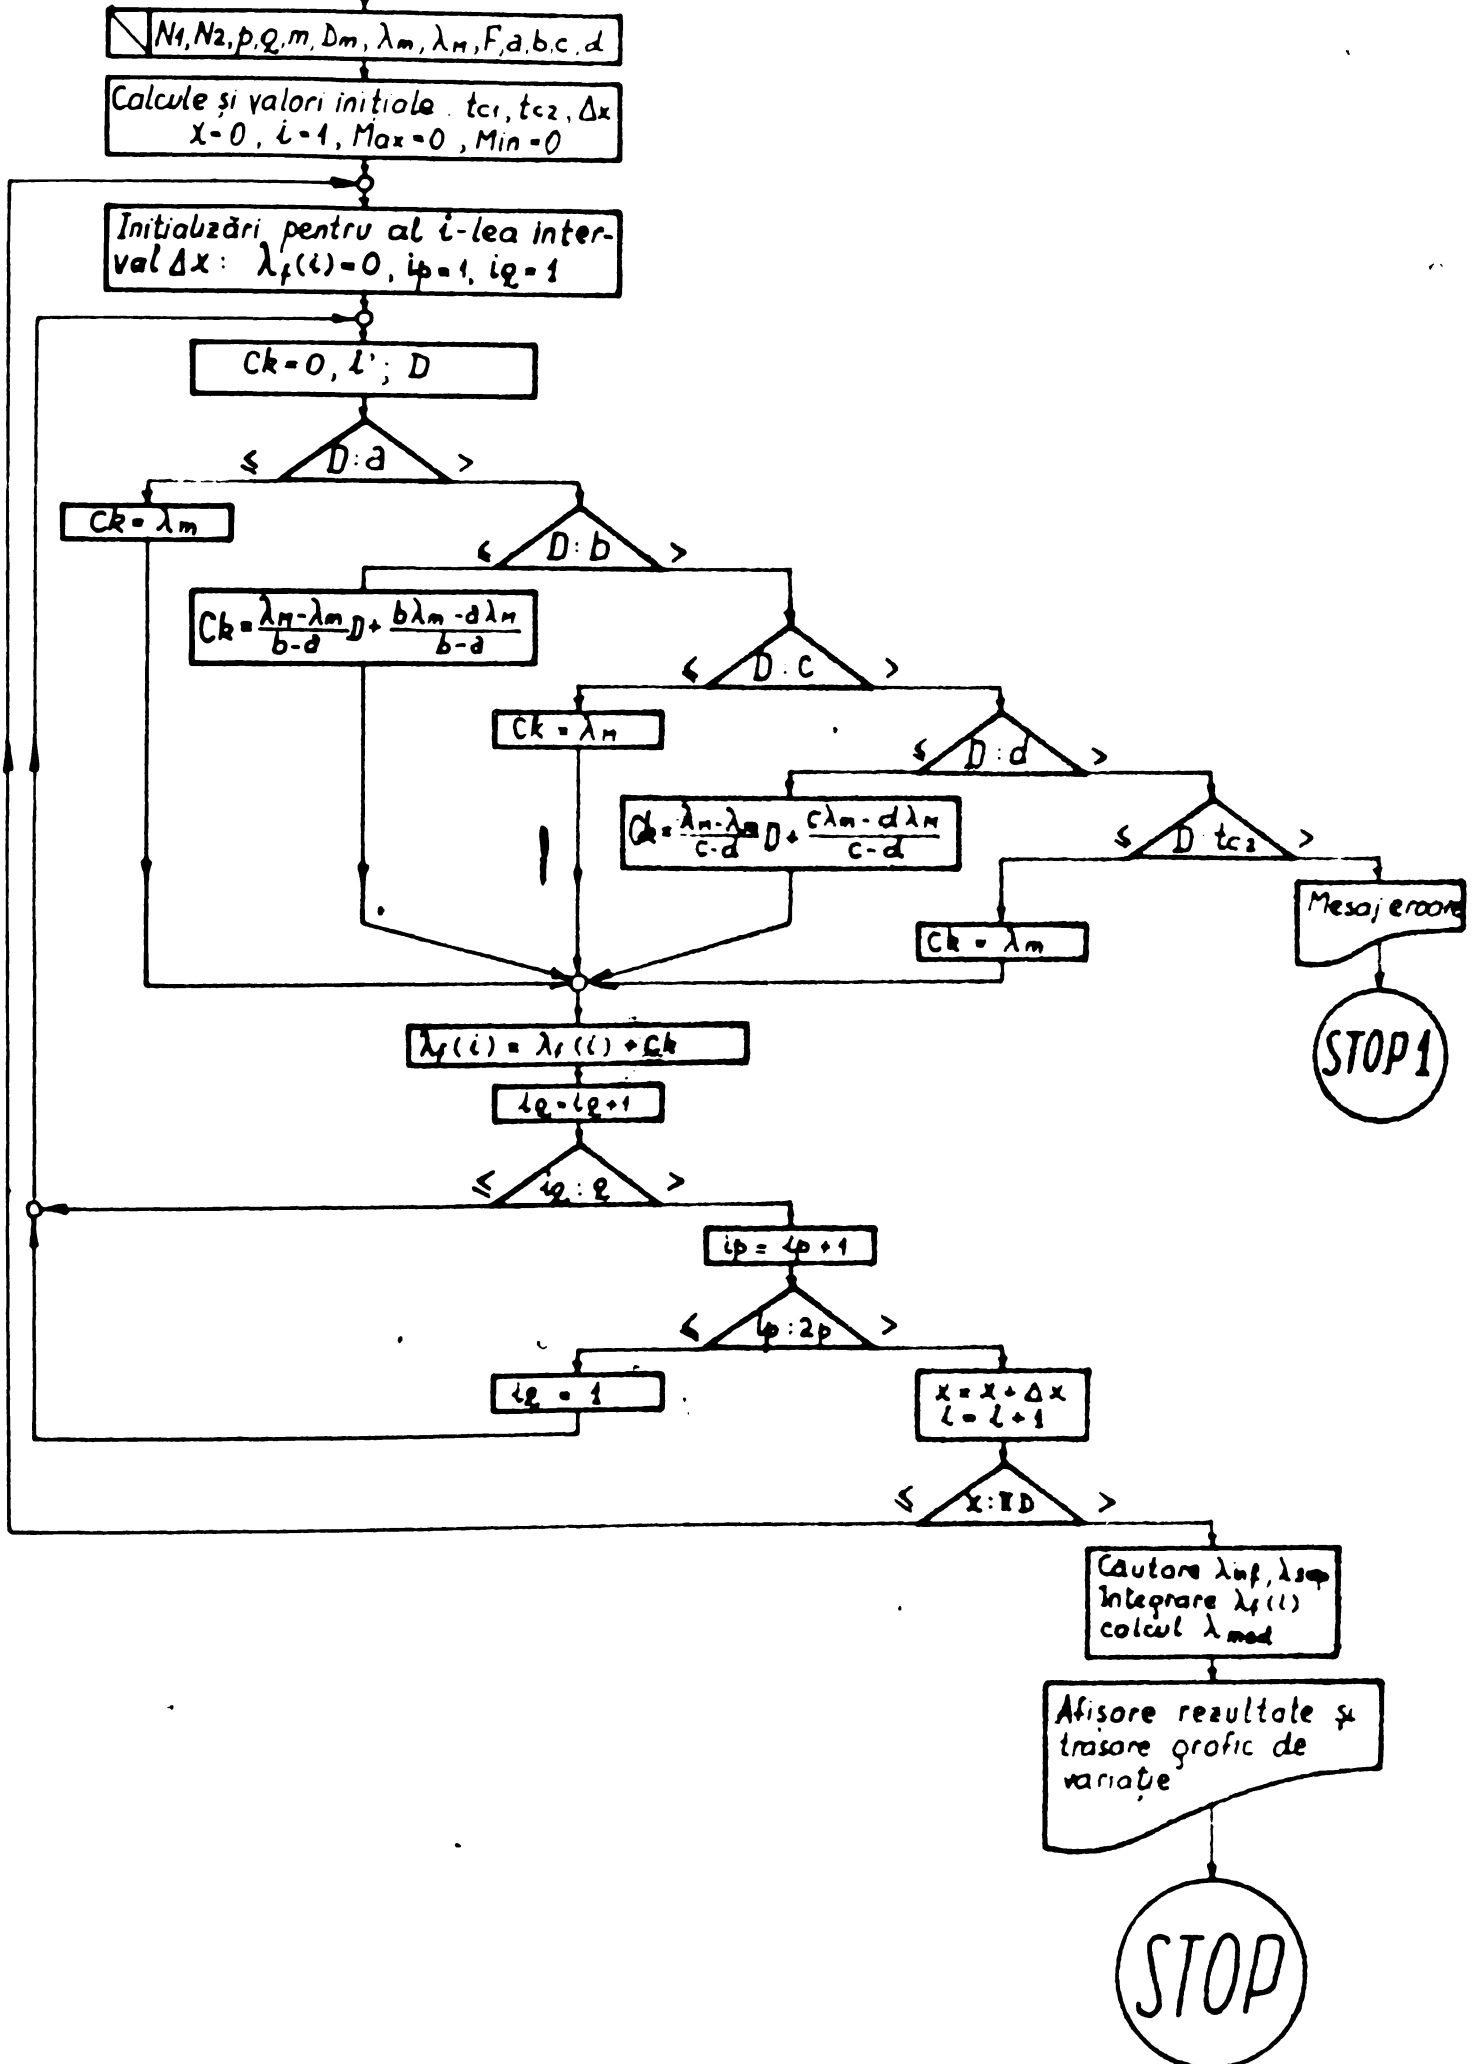 N1, N2, p, Q, m, Dm, λm, λM, F, a, b, c, d
Calcule și valori inițiale tc1, tc2, Δx
x=0, i=1, Max=0, Min=0
Inițializări pentru al i-lea inter-
val Δx: λf(i)=0, ip=1, iq=1
Ck=0, l'; D
D:a
≤ >
Ck = λm
D:b
≤ >
Ck = (λM-λm)/(b-a) D + (bλm-aλM)/(b-a)
D:c
≤ >
Ck = λM
D:d
≤ >
Ck = (λM-λm)/(c-d) D + (cλm-dλM)/(c-d)
D tc2
≤ >
Mesaj eroare
Ck = λm
STOP 1
λf(i) = λf(i) + Ck
iq = iq + 1
≤ iq : q >
ip = ip + 1
≤ ip : 2p >
iq = 1
x = x + Δx
i = i + 1
≤ x : πD >
Căutare λinf, λsup
Integrare λf(i)
calcul λmed
Afișare rezultate și
trasare grafic de
variație
STOP